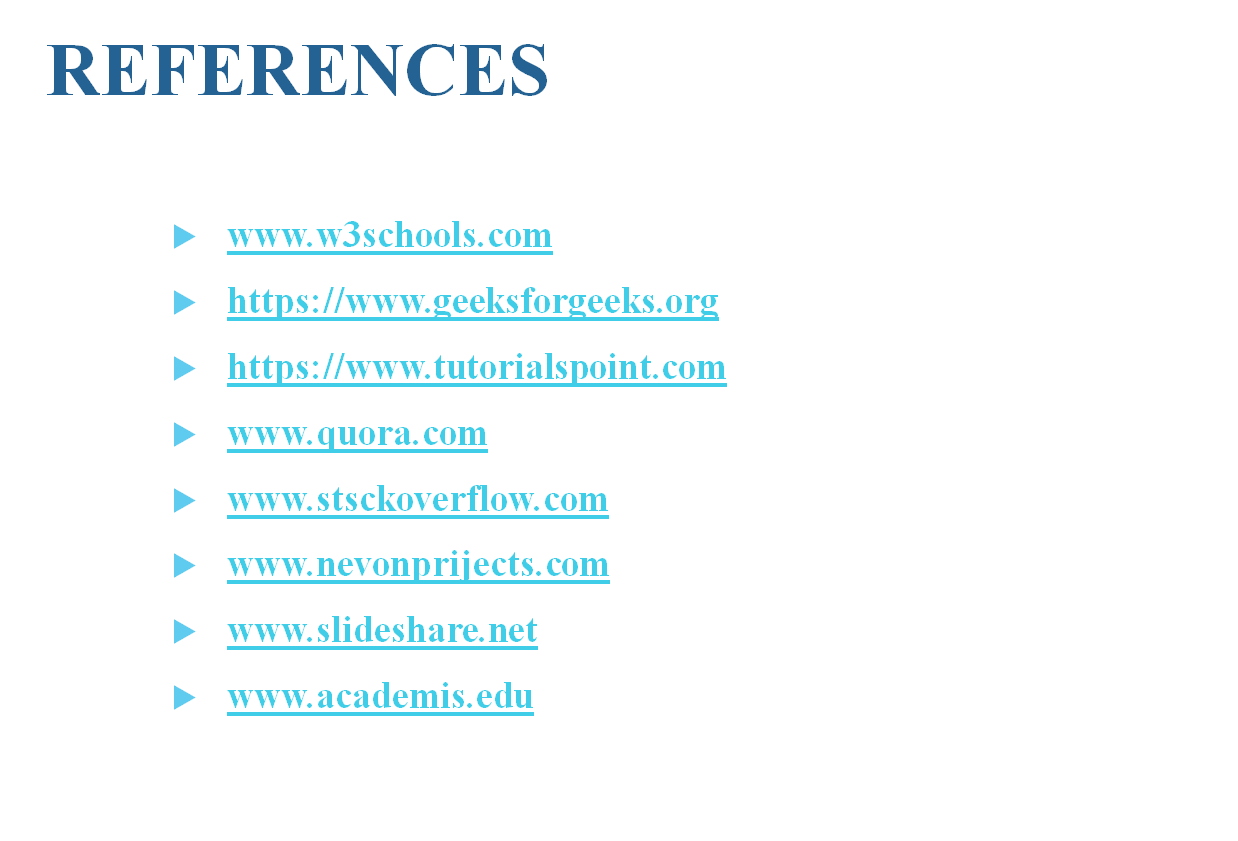 REFERENCES
www.w3schools.com
https://www.geeksforgeeks.org
https://www.tutorialspoint.com
www.quora.com
www.stsckoverflow.com
www.nevonprijects.com
www.slideshare.net
www.academis.edu